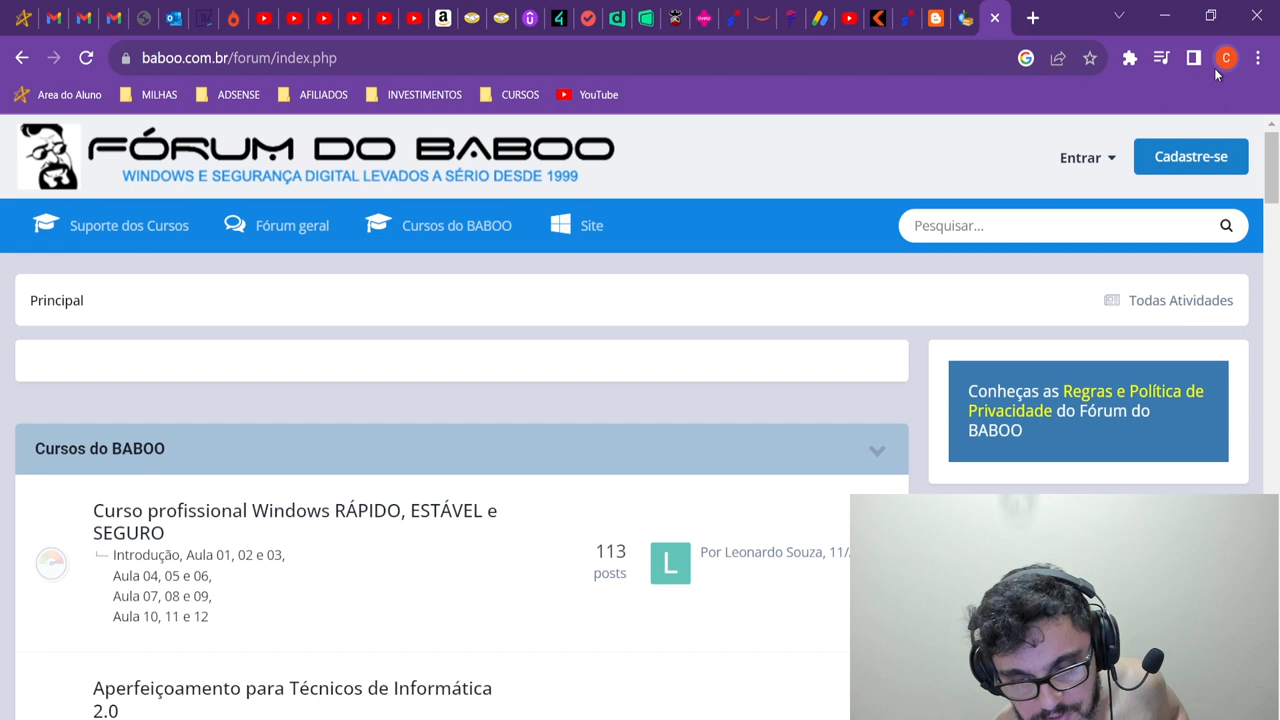 baboo.com.br/forum/index.php
C
Area do Aluno
MILHAS
ADSENSE
AFILIADOS
INVESTIMENTOS
CURSOS
YouTube
FÓRUM DO BABOO
WINDOWS E SEGURANÇA DIGITAL LEVADOS A SÉRIO DESDE 1999
Entrar
Cadastre-se
Suporte dos Cursos
Fórum geral
Cursos do BABOO
Site
Pesquisar...
Principal
Todas Atividades
Conheças as Regras e Política de
Privacidade do Fórum do
BABOO
Cursos do BABOO
Curso profissional Windows RÁPIDO, ESTÁVEL e
SEGURO
Introdução, Aula 01, 02 e 03,
Aula 04, 05 e 06,
Aula 07, 08 e 09,
Aula 10, 11 e 12
113
posts
L
Por Leonardo Souza, 11/
Aperfeiçoamento para Técnicos de Informática
2.0